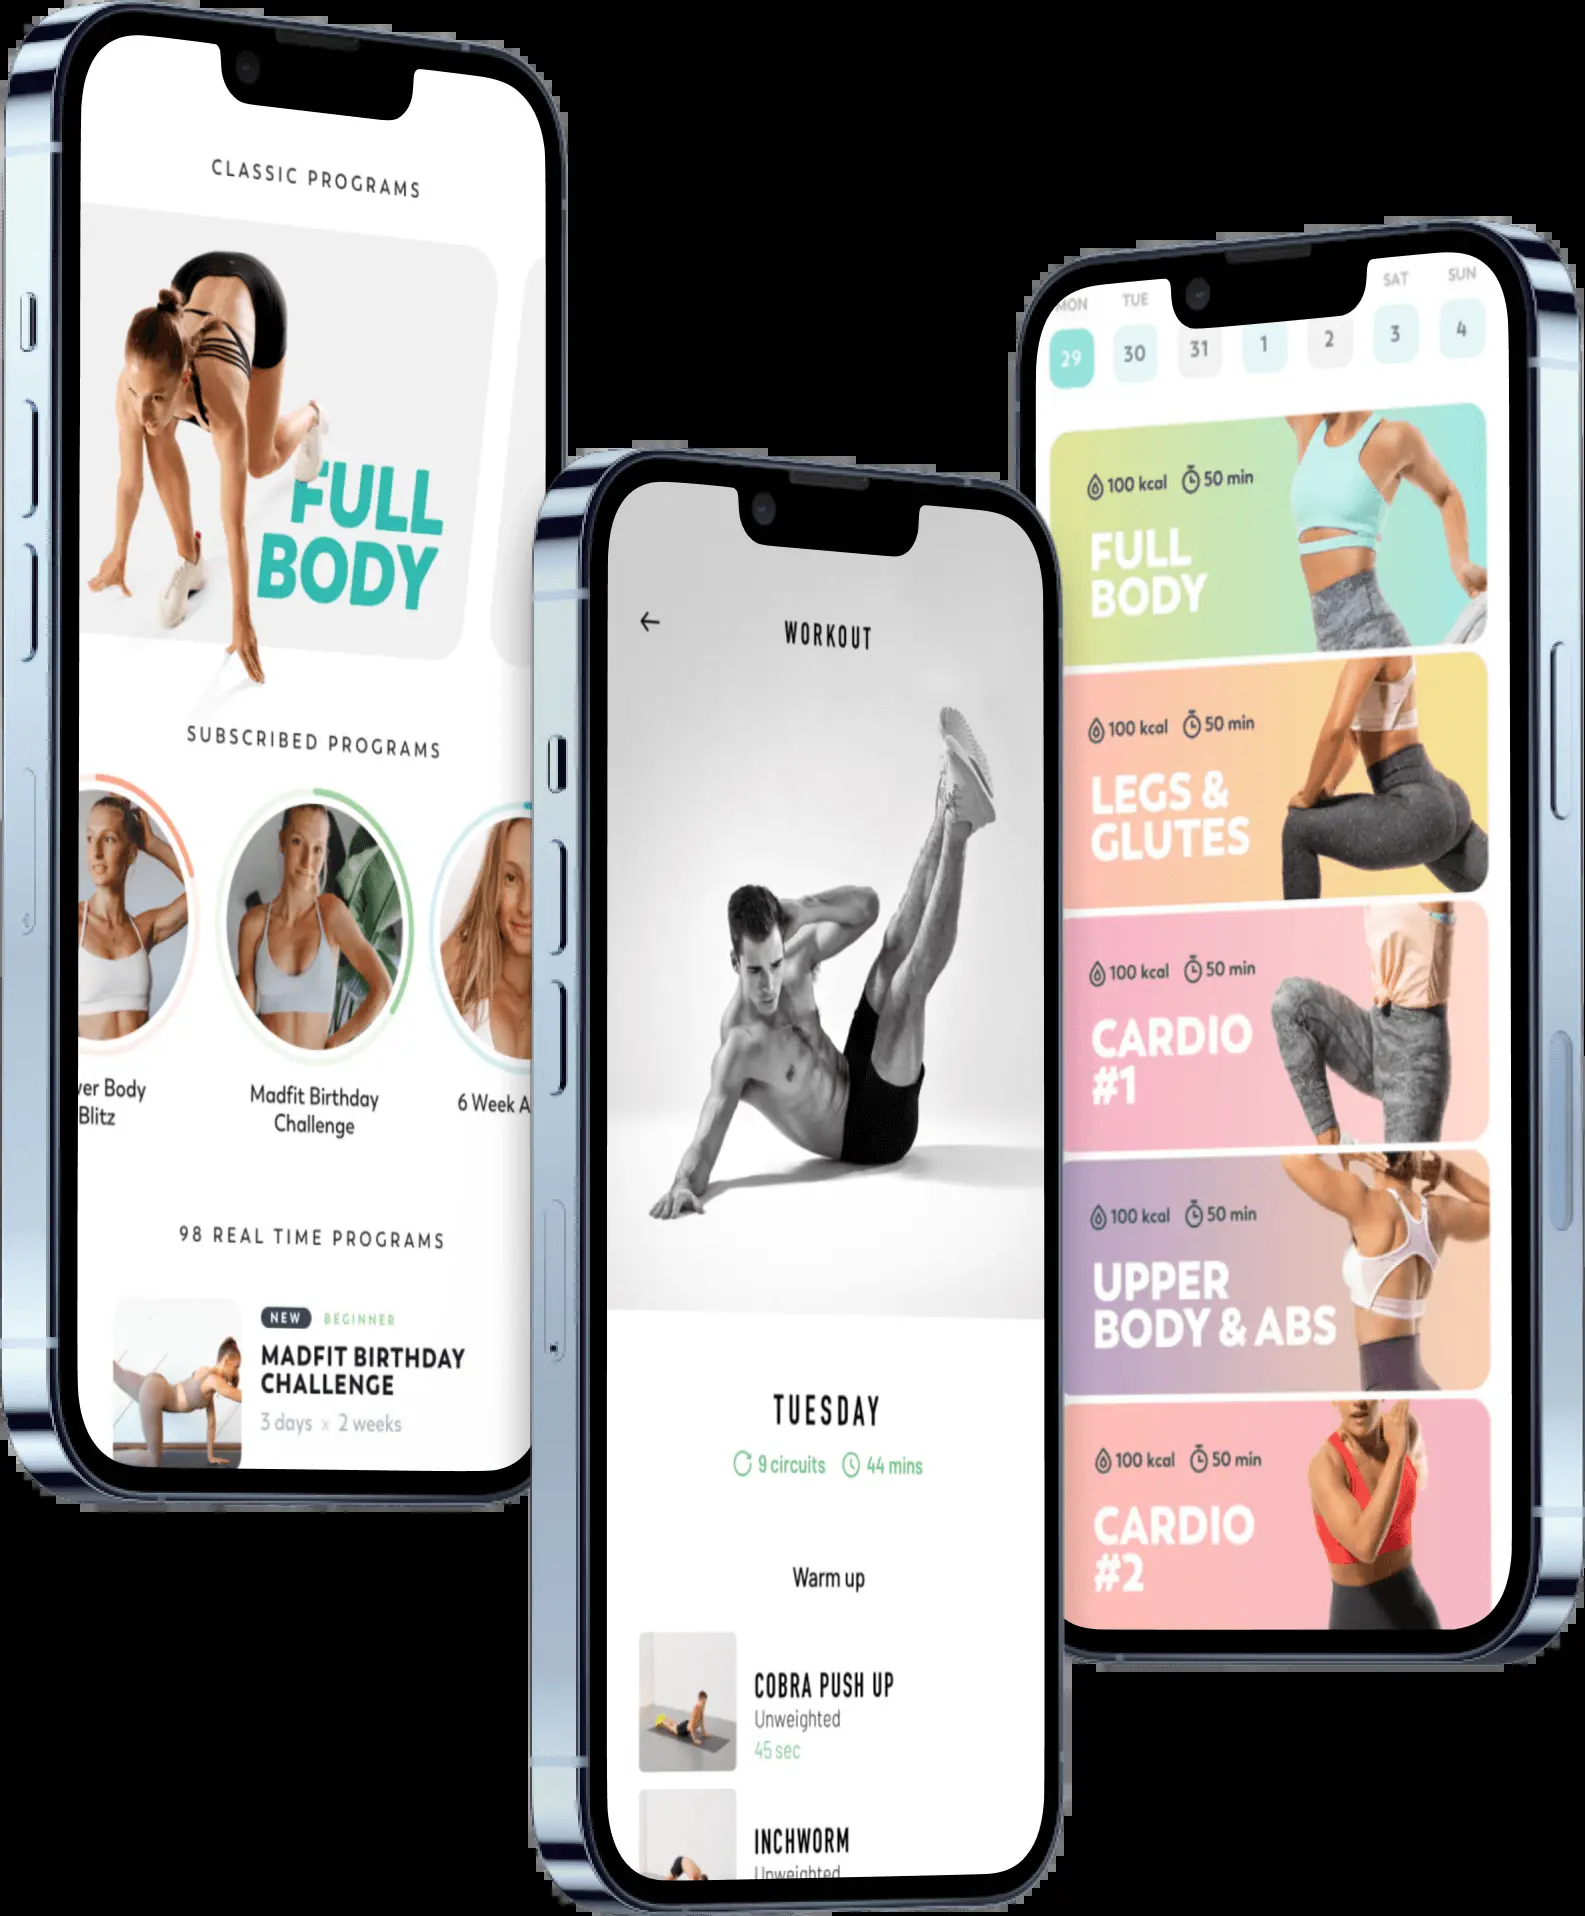 CLASSIC PROGRAMS
FULL
BODY
SUBSCRIBED PROGRAMS
Body
Blitz
Madfit Birthday
Challenge
6 Week
98 REAL TIME PROGRAMS
NEW BEGINNER
MADFIT BIRTHDAY
CHALLENGE
3 days x 2 weeks
WORKOUT
TUESDAY
9 circuits 44 mins
Warm up
COBRA PUSH UP
Unweighted
45 sec
INCHWORM
Unweighted
MON TUE SAT SUN
29 30 31 1 2 3 4
100 kcal 50 min
FULL
BODY
100 kcal 50 min
LEGS &
GLUTES
100 kcal 50 min
CARDIO
#1
100 kcal 50 min
UPPER
BODY & ABS
100 kcal 50 min
CARDIO
#2